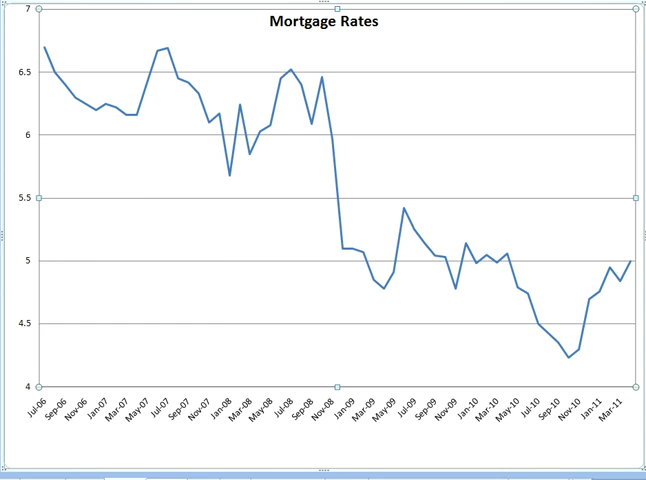 Mortgage Rates
7
6.5
6
5.5
5
4.5
4
Jul-06
Sep-06
Nov-06
Jan-07
Mar-07
May-07
Jul-07
Sep-07
Nov-07
Jan-08
Mar-08
May-08
Jul-08
Sep-08
Nov-08
Jan-09
Mar-09
May-09
Jul-09
Sep-09
Nov-09
Jan-10
Mar-10
May-10
Jul-10
Sep-10
Nov-10
Jan-11
Mar-11